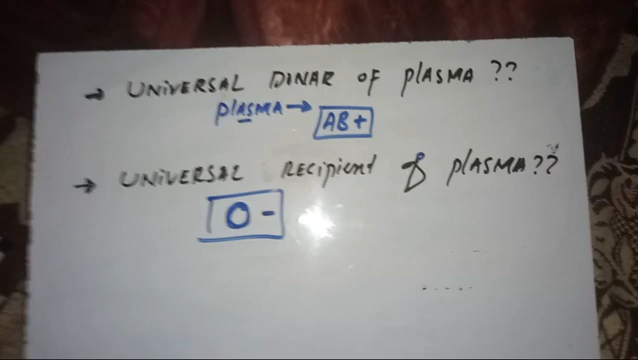 → UNIVERSAL DINAR OF PLASMA ??
PLASMA → AB+
→ UNIVERSAL RECIPIENT OF PLASMA ??
O -